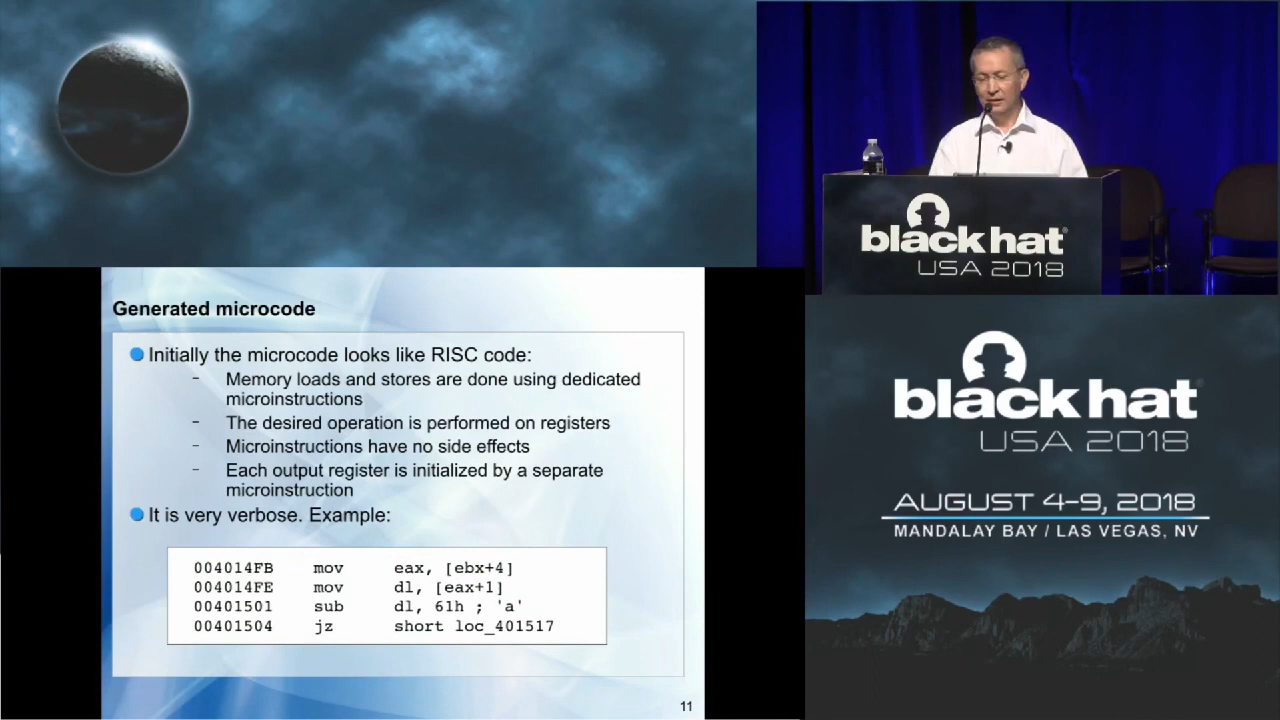 black hat
USA 2018
Generated microcode
Initially the microcode looks like RISC code:
- Memory loads and stores are done using dedicated
microinstructions
- The desired operation is performed on registers
- Microinstructions have no side effects
- Each output register is initialized by a separate
microinstruction
It is very verbose. Example:
004014FB mov eax, [ebx+4]
004014FE mov dl, [eax+1]
00401501 sub dl, 61h ; 'a'
00401504 jz short loc_401517
11
black hat
USA 2018
AUGUST 4-9, 2018
MANDALAY BAY / LAS VEGAS, NV